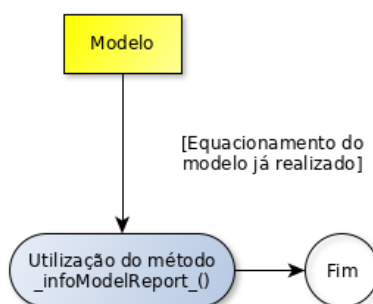 Modelo
[Equacionamento do
modelo já realizado]
Utilização do método
_infoModelReport_()
Fim